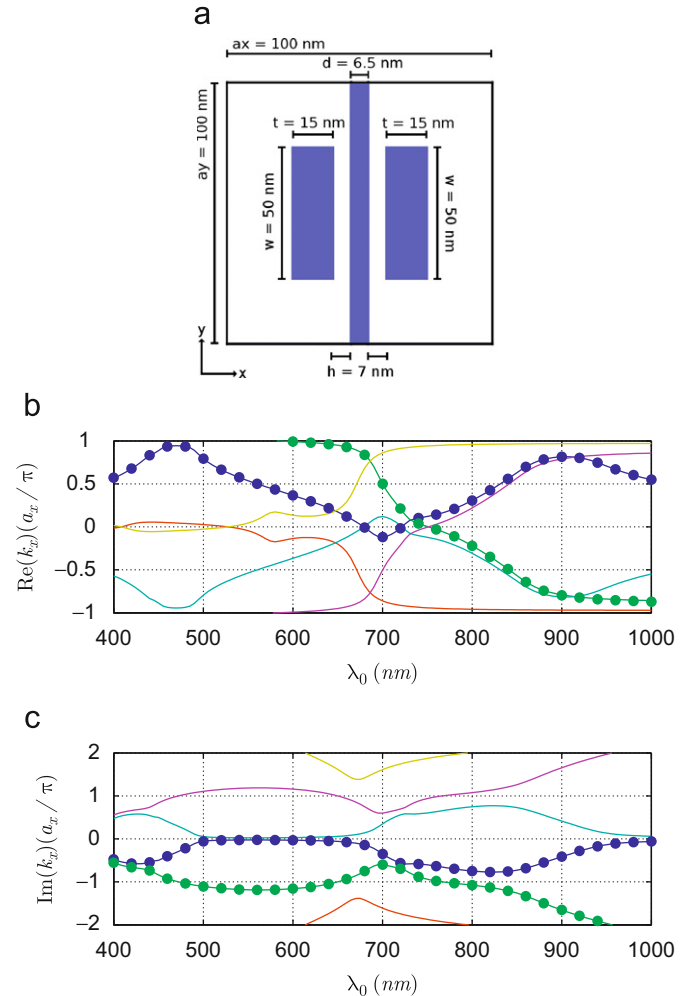 a
ax = 100 nm
d = 6.5 nm
ay = 100 nm
t = 15 nm
t = 15 nm
w = 50 nm
w = 50 nm
y
x
h = 7 nm
b
Re(kₓ)(aₓ / π)
1
0.5
0
−0.5
−1
400 500 600 700 800 900 1000
λ₀ (nm)
c
Im(kₓ)(aₓ / π)
2
1
0
−1
−2
400 500 600 700 800 900 1000
λ₀ (nm)